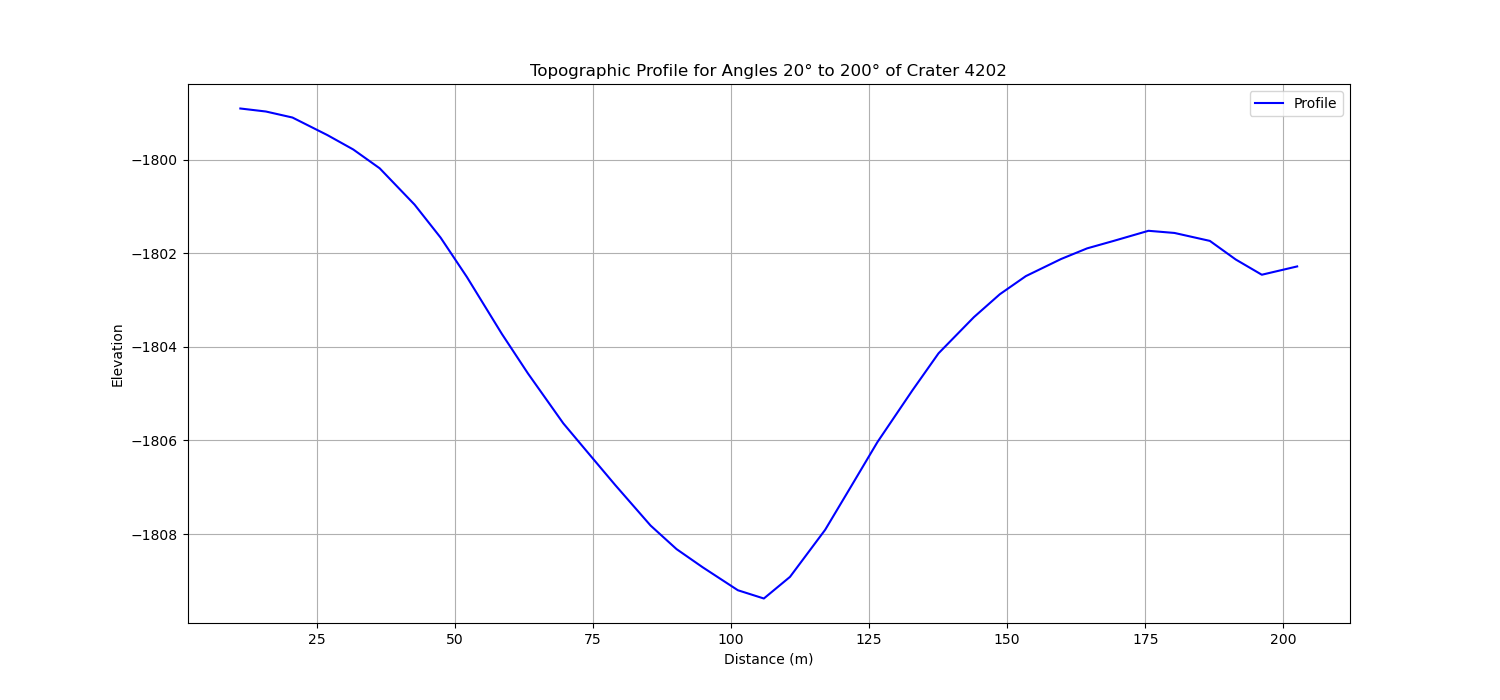 Topographic Profile for Angles 20° to 200° of Crater 4202
Profile
−1800
−1802
−1804
−1806
−1808
Elevation
25 50 75 100 125 150 175 200
Distance (m)